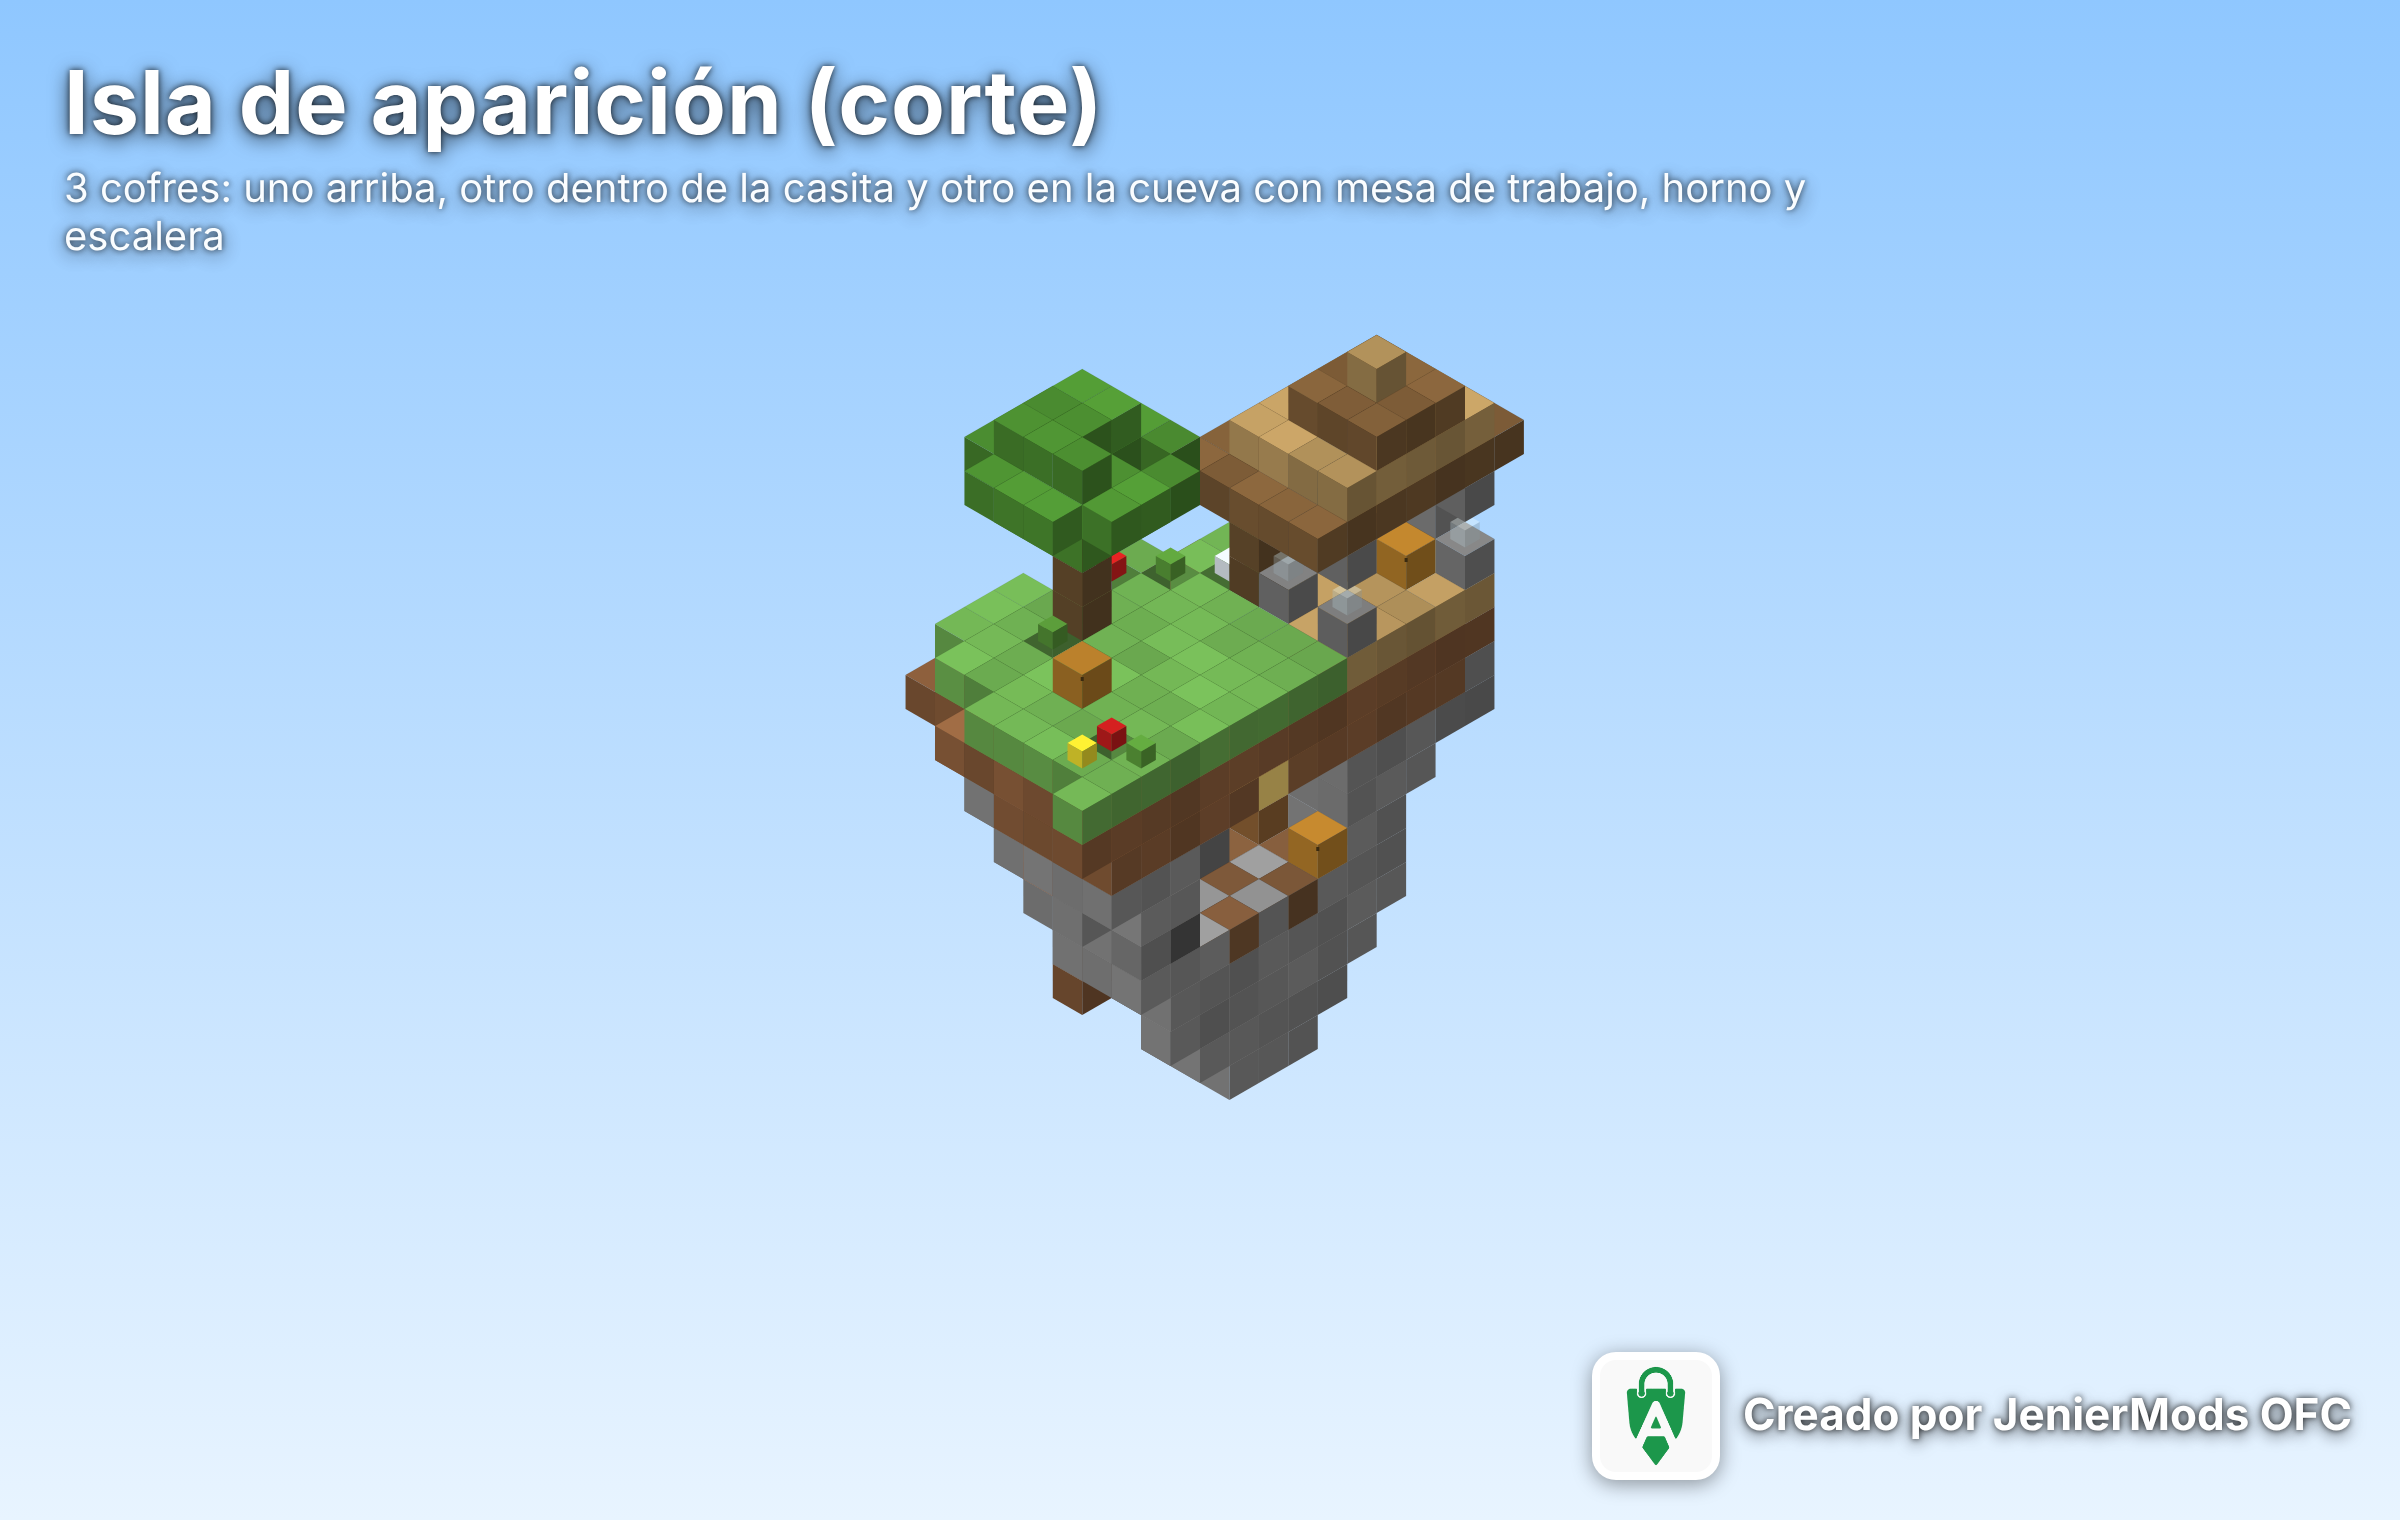 Isla de aparición (corte)
3 cofres: uno arriba, otro dentro de la casita y otro en la cueva con mesa de trabajo, horno y
escalera
A
Creado por JenierMods OFC